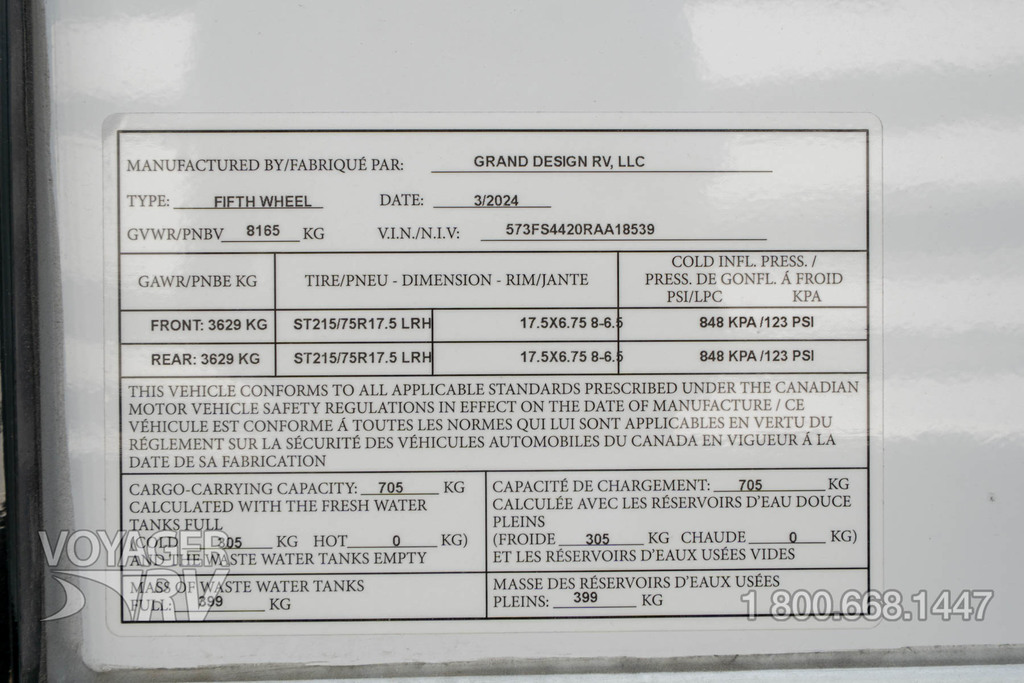 MANUFACTURED BY/FABRIQUÉ PAR: GRAND DESIGN RV, LLC
TYPE: FIFTH WHEEL DATE: 3/2024
GVWR/PNBV 8165 KG V.I.N./N.I.V: 573FS4420RAA18539
GAWR/PNBE KG TIRE/PNEU - DIMENSION - RIM/JANTE COLD INFL. PRESS. /
PRESS. DE GONFL. Á FROID
PSI/LPC KPA
FRONT: 3629 KG ST215/75R17.5 LRH 17.5X6.75 8-6.5 848 KPA /123 PSI
REAR: 3629 KG ST215/75R17.5 LRH 17.5X6.75 8-6.5 848 KPA /123 PSI
THIS VEHICLE CONFORMS TO ALL APPLICABLE STANDARDS PRESCRIBED UNDER THE CANADIAN
MOTOR VEHICLE SAFETY REGULATIONS IN EFFECT ON THE DATE OF MANUFACTURE / CE
VÉHICULE EST CONFORME Á TOUTES LES NORMES QUI LUI SONT APPLICABLES EN VERTU DU
RÉGLEMENT SUR LA SÉCURITÉ DES VÉHICULES AUTOMOBILES DU CANADA EN VIGUEUR Á LA
DATE DE SA FABRICATION
CARGO-CARRYING CAPACITY: 705 KG
CALCULATED WITH THE FRESH WATER
TANKS FULL
(COLD 305 KG HOT 0 KG)
AND THE WASTE WATER TANKS EMPTY
MASS OF WASTE WATER TANKS
FULL: 399 KG
CAPACITÉ DE CHARGEMENT: 705 KG
CALCULÉE AVEC LES RÉSERVOIRS D'EAU DOUCE
PLEINS
(FROIDE 305 KG CHAUDE 0 KG)
ET LES RÉSERVOIRS D'EAUX USÉES VIDES
MASSE DES RÉSERVOIRS D'EAUX USÉES
PLEINS: 399 KG
VOYAGER
RV
1 800.668.1447